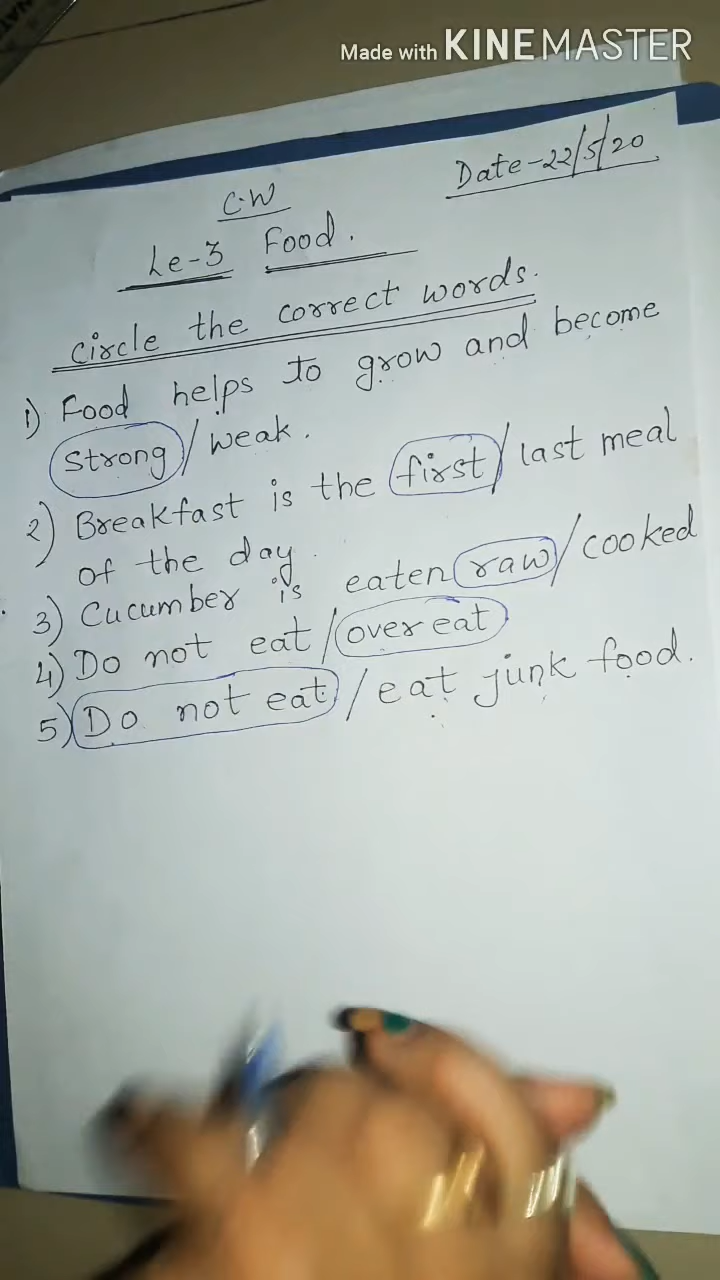 Made with KINEMASTER
C.W
Date-22/5/20
Le-3 Food.
Circle the correct words.
1) Food helps to grow and become
Strong / weak.
2) Breakfast is the first / last meal
of the day.
3) Cucumber is eaten raw / cooked
4) Do not eat / over eat
5) Do not eat / eat junk food.